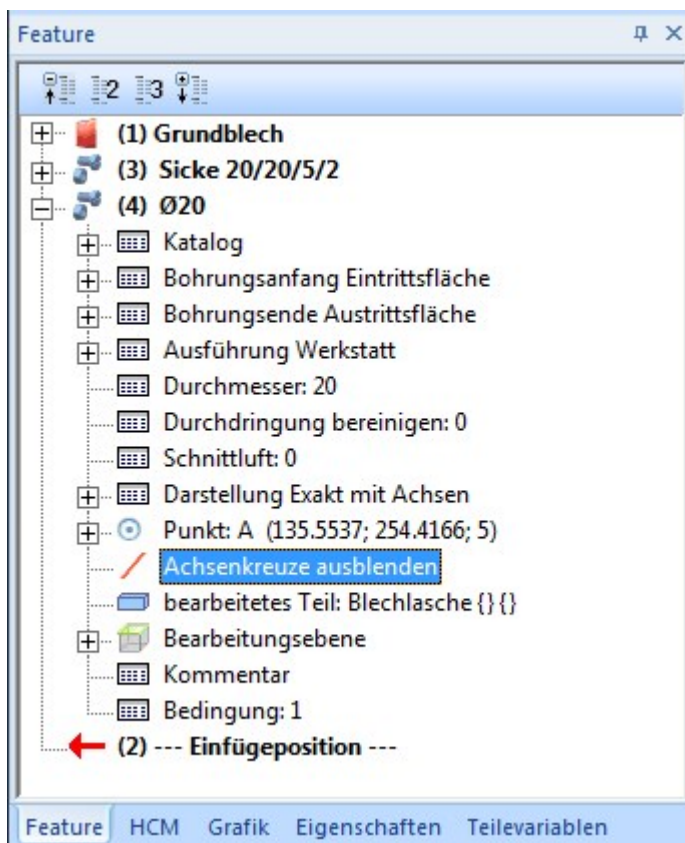 Feature
2 3
(1) Grundblech
(3) Sicke 20/20/5/2
(4) Ø20
Katalog
Bohrungsanfang Eintrittsfläche
Bohrungsende Austrittsfläche
Ausführung Werkstatt
Durchmesser: 20
Durchdringung bereinigen: 0
Schnittluft: 0
Darstellung Exakt mit Achsen
Punkt: A (135.5537; 254.4166; 5)
Achsenkreuze ausblenden
bearbeitetes Teil: Blechlasche {} {}
Bearbeitungsebene
Kommentar
Bedingung: 1
(2) --- Einfügeposition ---
Feature HCM Grafik Eigenschaften Teilevariablen